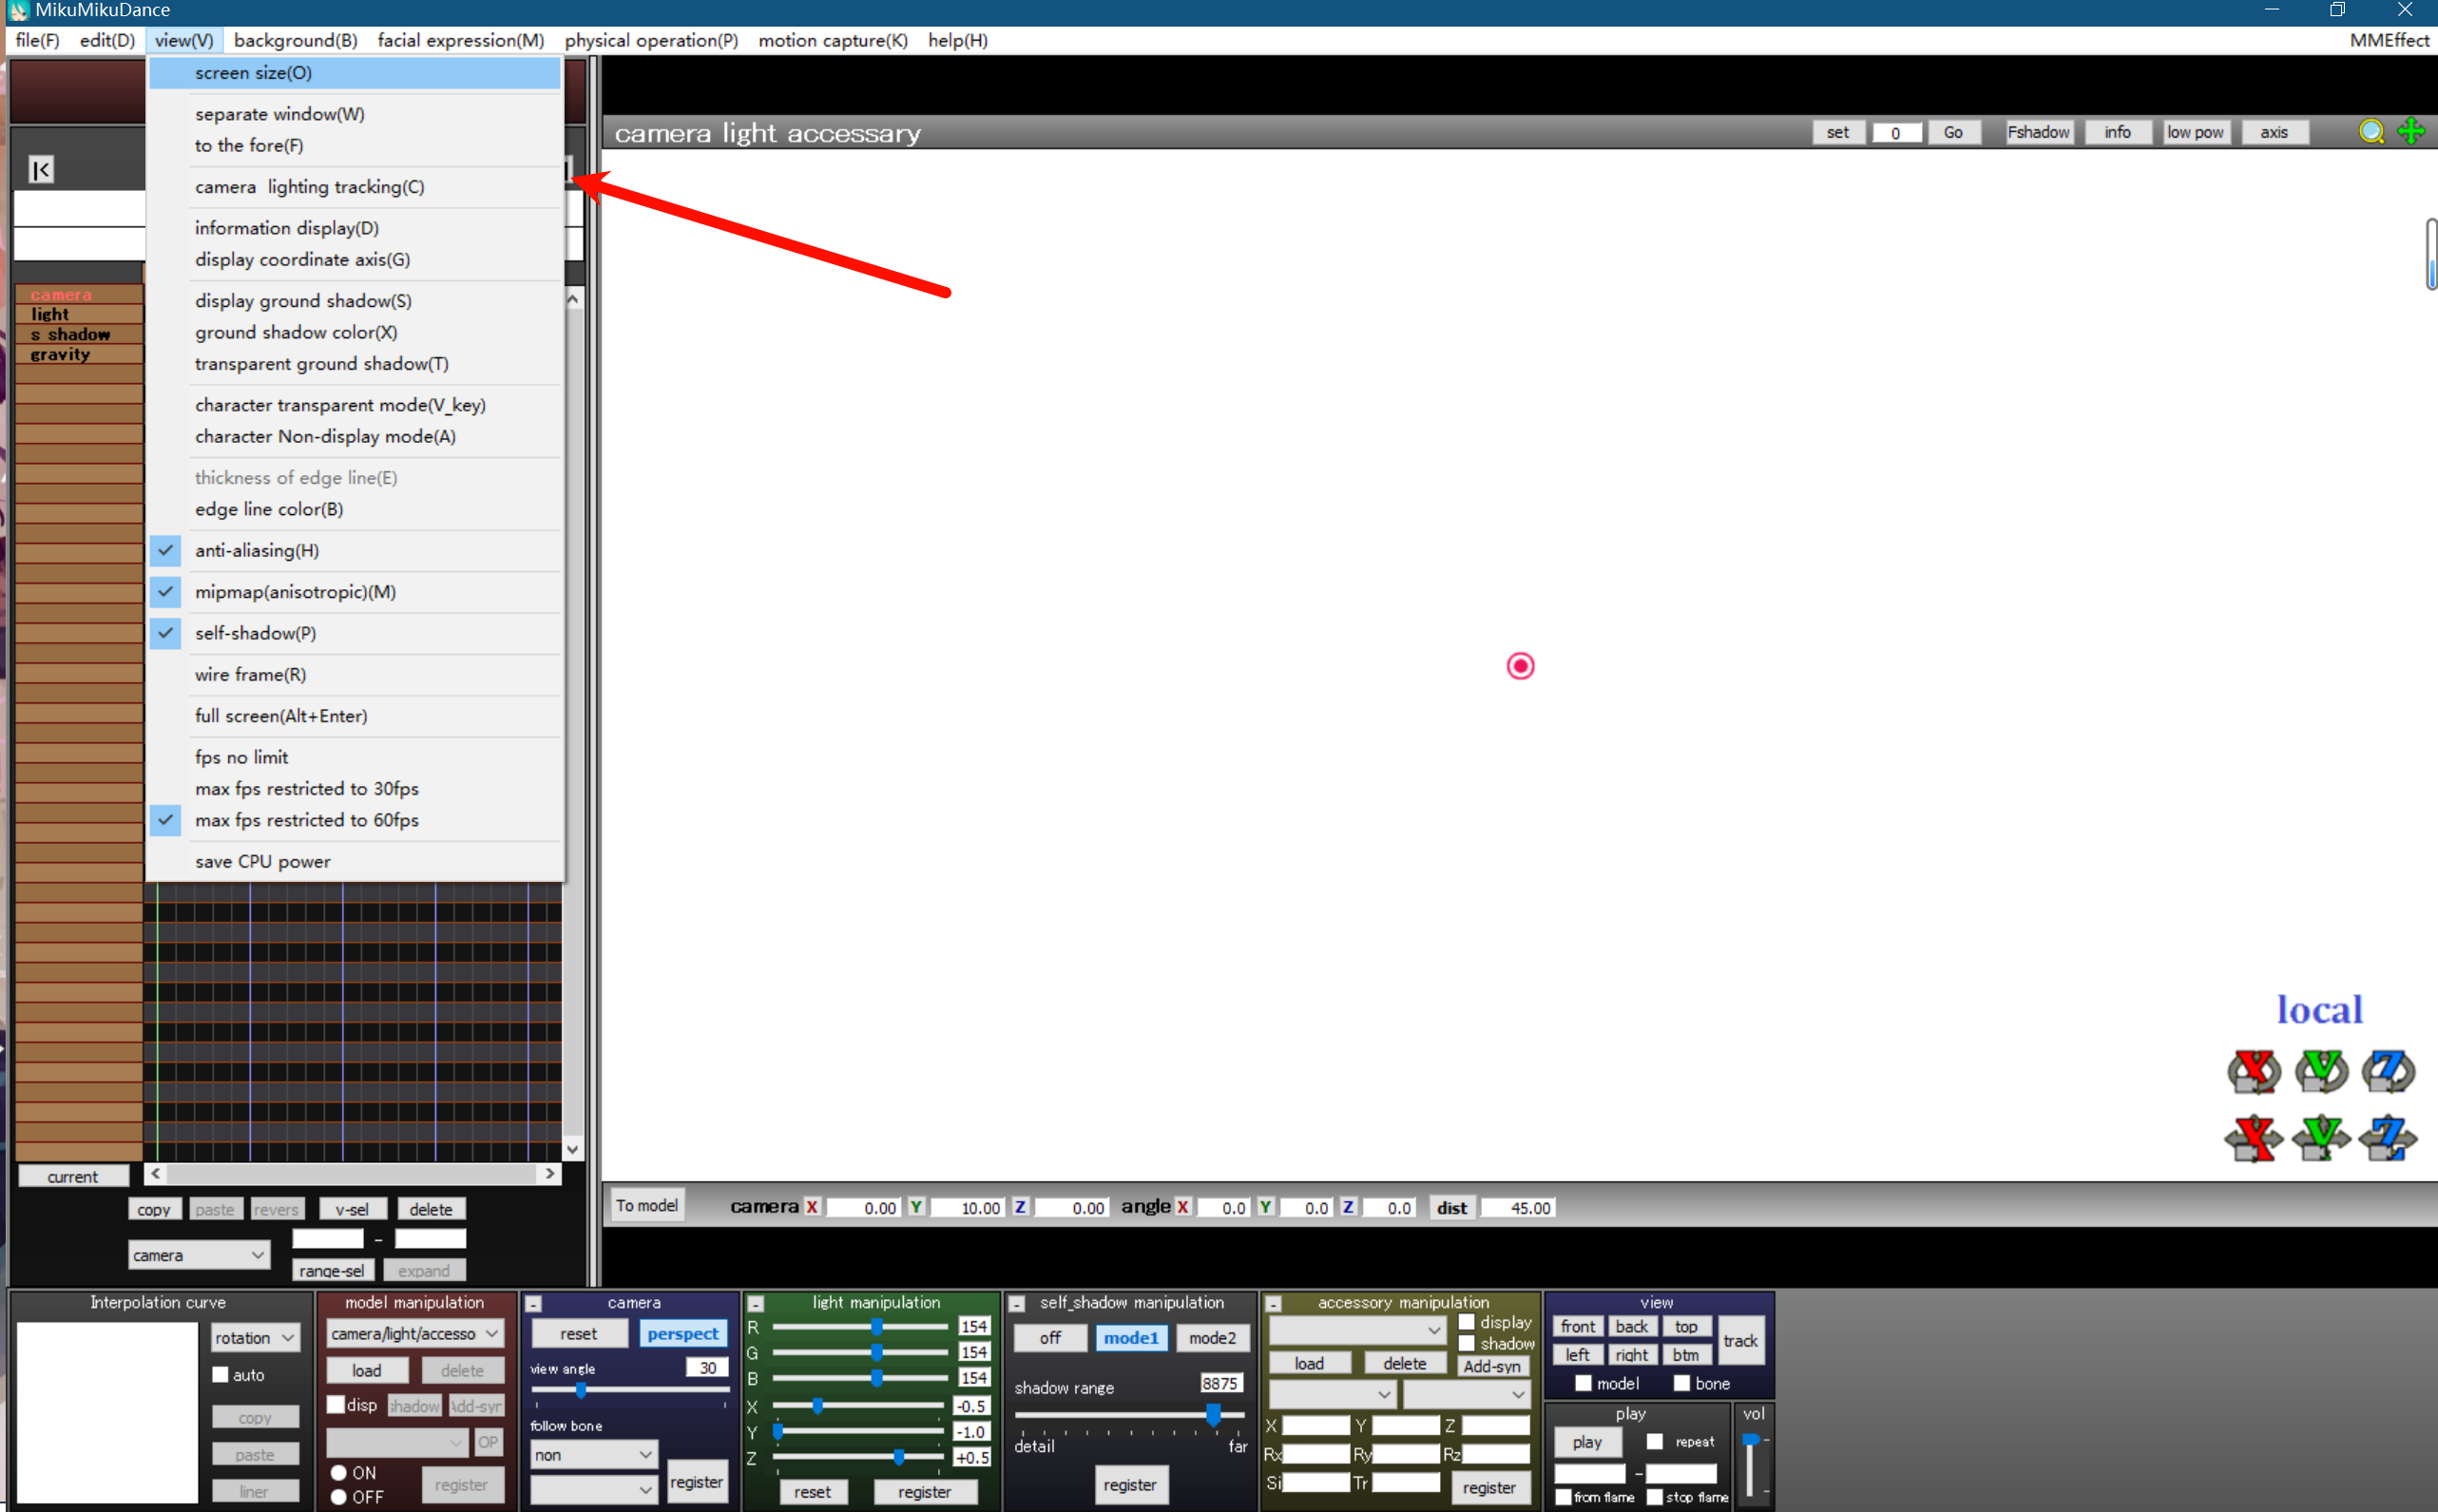 MikuMikuDance
file(F) edit(D) view(V) background(B) facial expression(M) physical operation(P) motion capture(K) help(H) MMEffect
screen size(O)
separate window(W)
to the fore(F)
camera lighting tracking(C)
information display(D)
display coordinate axis(G)
display ground shadow(S)
ground shadow color(X)
transparent ground shadow(T)
character transparent mode(V_key)
character Non-display mode(A)
thickness of edge line(E)
edge line color(B)
anti-aliasing(H)
mipmap(anisotropic)(M)
self-shadow(P)
wire frame(R)
full screen(Alt+Enter)
fps no limit
max fps restricted to 30fps
max fps restricted to 60fps
save CPU power
camera light accessary set 0 Go Fshadow info low pow axis
camera
light
s shadow
gravity
local
X Y Z
X Y Z
current
copy paste revers v-sel delete
camera -
range-sel expand
To model camera X 0.00 Y 10.00 Z 0.00 angle X 0.0 Y 0.0 Z 0.0 dist 45.00
Interpolation curve
rotation
auto
copy
paste
liner
model manipulation
camera/light/accesso
load delete
disp hadow Add-syn
OP
ON
OFF
register
- camera
reset perspect
view angle 30
follow bone
non
register
- light manipulation
R 154
G 154
B 154
X -0.5
Y -1.0
Z +0.5
reset register
- self_shadow manipulation
off mode1 mode2
shadow range 8875
detail far
register
- accessory manipulation
display
shadow
load delete Add-syn
X Y Z
Rx Ry Rz
Si Tr register
view
front back top
left right btm
track
model bone
play
play repeat
-
from flame stop flame
vol